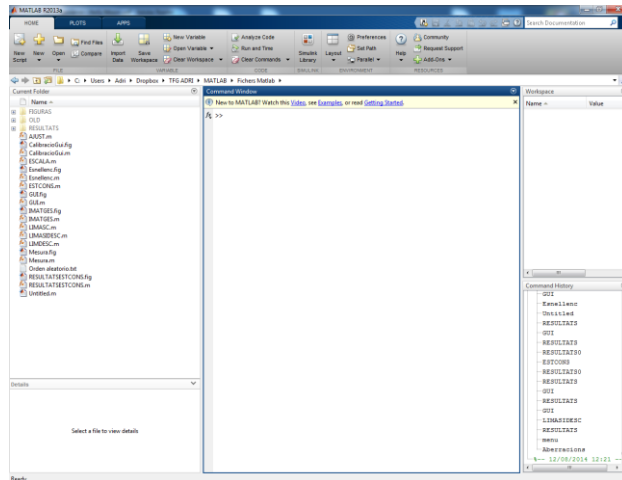 MATLAB R2013a
HOME PLOTS APPS Search Documentation
New Script New Open Find Files Compare Import Data Save Workspace New Variable Open Variable Clear Workspace Analyze Code Run and Time Clear Commands Simulink Library Layout Preferences Set Path Parallel Help Community Request Support Add-Ons
FILE VARIABLE CODE SIMULINK ENVIRONMENT RESOURCES
C: Users Adri Dropbox TFG ADRI MATLAB Fichers Matlab
Current Folder
Name
FIGURAS
OLD
RESULTATS
AJUST.m
CalibracioGui.fig
CalibracioGui.m
ESCALA.m
Esnellenc.fig
Esnellenc.m
ESTCONS.m
GUI.fig
GUI.m
IMATGES.fig
IMATGES.m
LIMASC.m
LIMASIDESC.m
LIMDESC.m
Mesura.fig
Mesura.m
Orden aleatorio.txt
RESULTATSESTCONS.fig
RESULTATSESTCONS.m
Untitled.m
Details
Select a file to view details
Ready
Command Window
New to MATLAB? Watch this Video, see Examples, or read Getting Started.
fx >>
Workspace
Name Value
Command History
GUI
Esnellenc
Untitled
RESULTATS
GUI
RESULTATS
RESULTATS0
ESTCONS
RESULTATS0
RESULTATS
GUI
RESULTATS
GUI
LIMASIDESC
RESULTATS
menu
Aberracions
%-- 12/06/2014 12:21 --